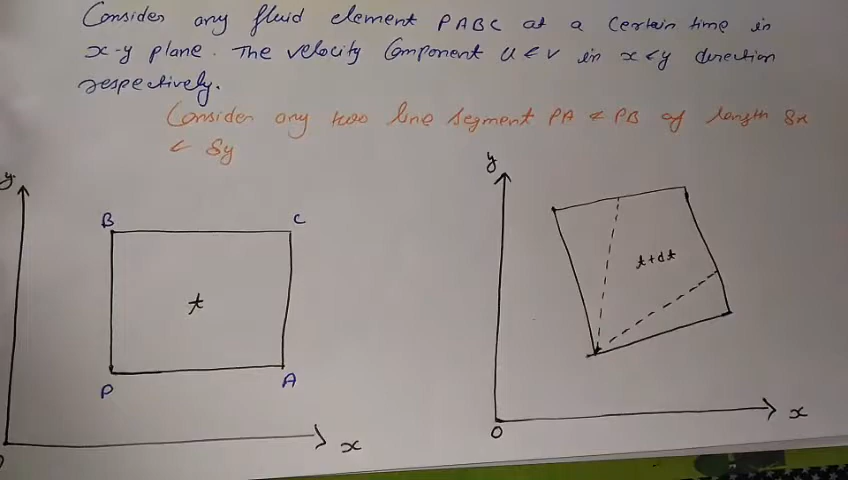 Consider any fluid element PABC at a certain time in
x-y plane. The velocity Component u & v in x & y direction
respectively.
Consider any two line segment PA & PB of length δx
& δy
y
B C
t
P A
x
y
t+dt
x
O